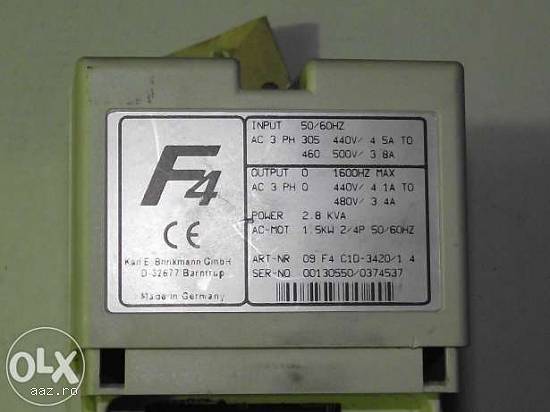 F4
CE
Karl E. Brinkmann GmbH
D-32677 Barntrup
Made in Germany
INPUT 50/60HZ
AC 3 PH 305 440V/ 4 5A TO
460 500V/ 3 8A
OUTPUT 0 1600HZ MAX
AC 3 PH 0 440V/ 4 1A TO
480V/ 3 4A
POWER 2.8 KVA
AC-MOT 1.5KW 2/4P 50/60HZ
ART-NR 09 F4 C1D-3420/1 4
SER-NO 00130550/0374537
OLX
aaz.ro